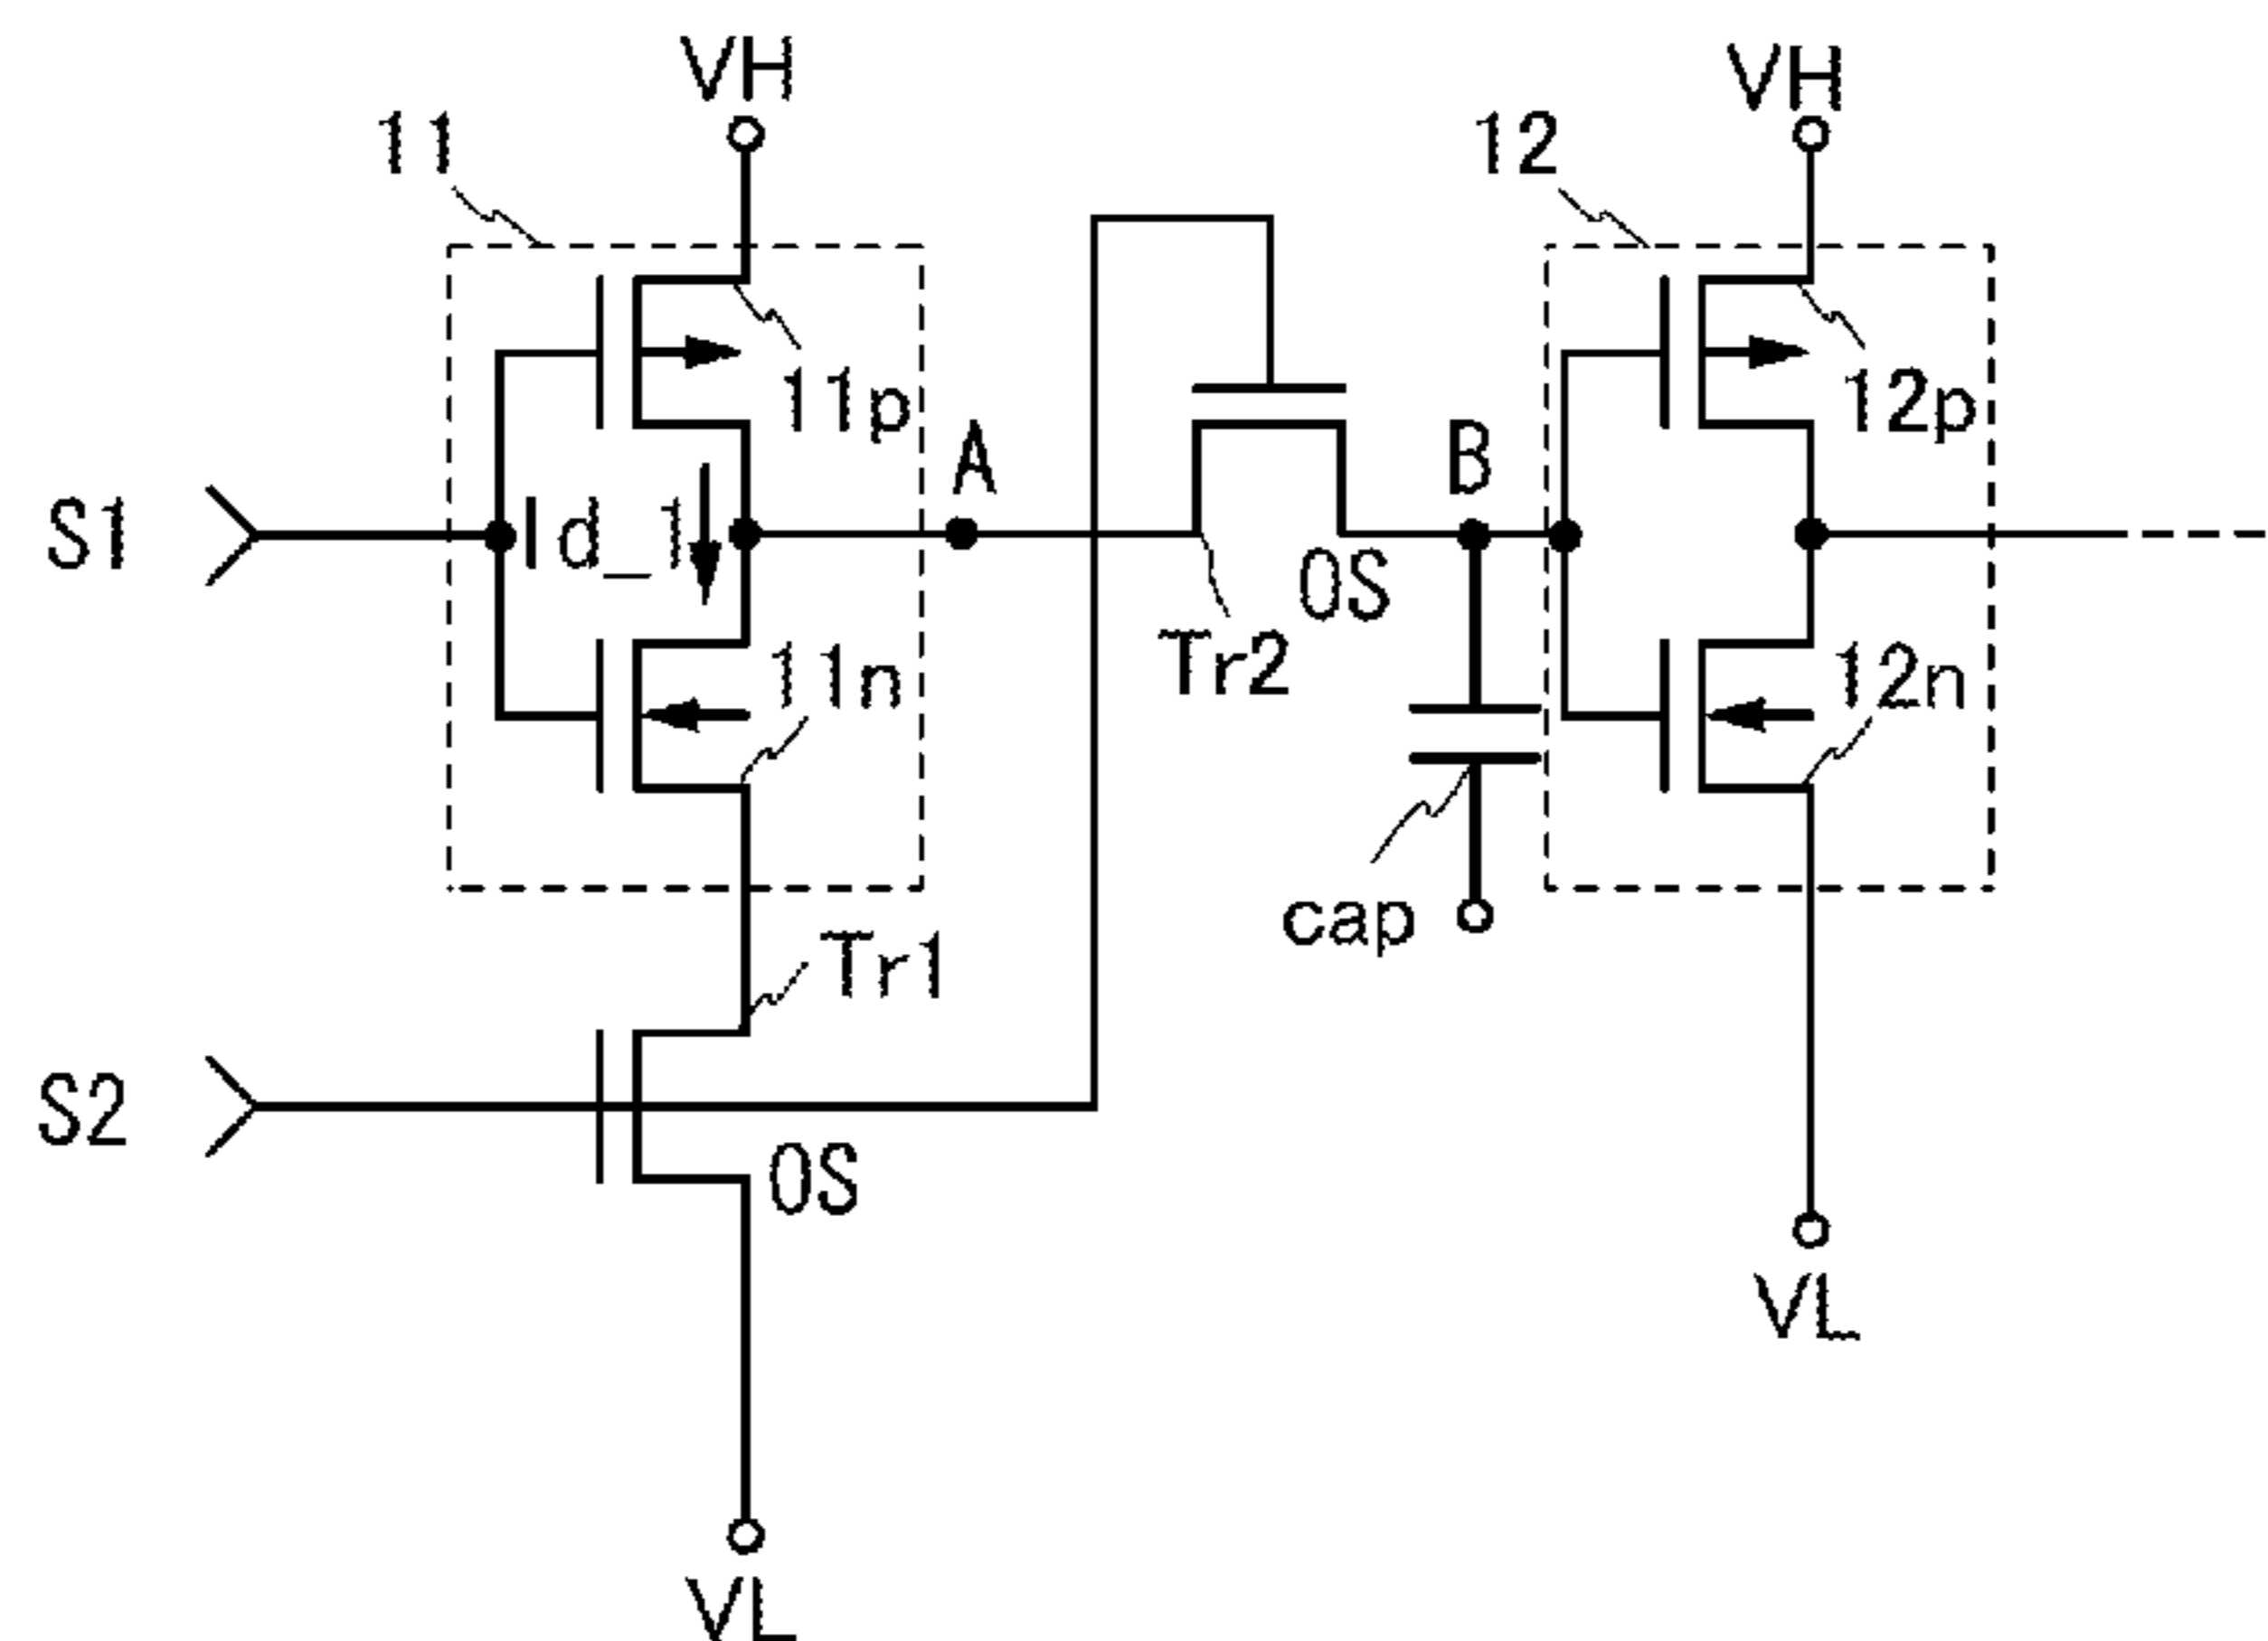 VH
VH
11
12
11p
12p
A
B
S1
Id_1
OS
Tr2
11n
12n
cap
Tr1
S2
OS
VL
VL